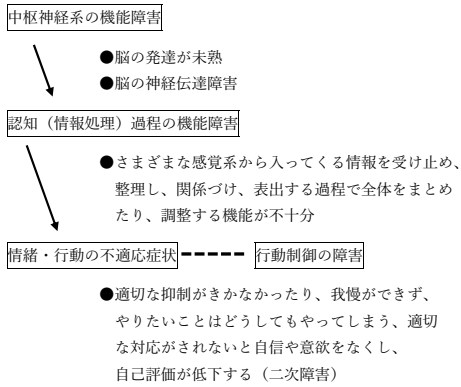 中枢神経系の機能障害
●脳の発達が未熟
●脳の神経伝達障害
認知（情報処理）過程の機能障害
●さまざまな感覚系から入ってくる情報を受け止め、
整理し、関係づけ、表出する過程で全体をまとめ
たり、調整する機能が不十分
情緒・行動の不適応症状
行動制御の障害
●適切な抑制がきかなかったり、我慢ができず、
やりたいことはどうしてもやってしまう、適切
な対応がされないと自信や意欲をなくし、
自己評価が低下する（二次障害）